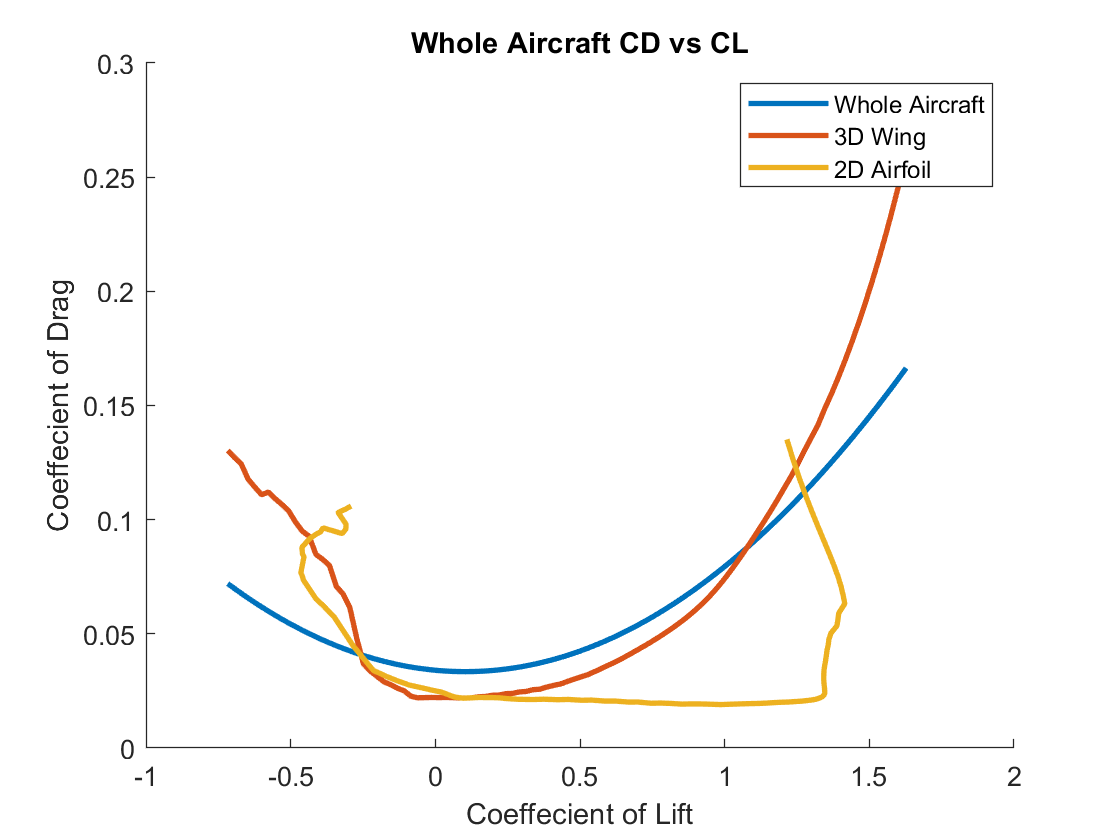 Whole Aircraft CD vs CL
0.3
0.25
0.2
0.15
0.1
0.05
0
Coeffecient of Drag
Whole Aircraft
3D Wing
2D Airfoil
-1
-0.5
0
0.5
1
1.5
2
Coeffecient of Lift